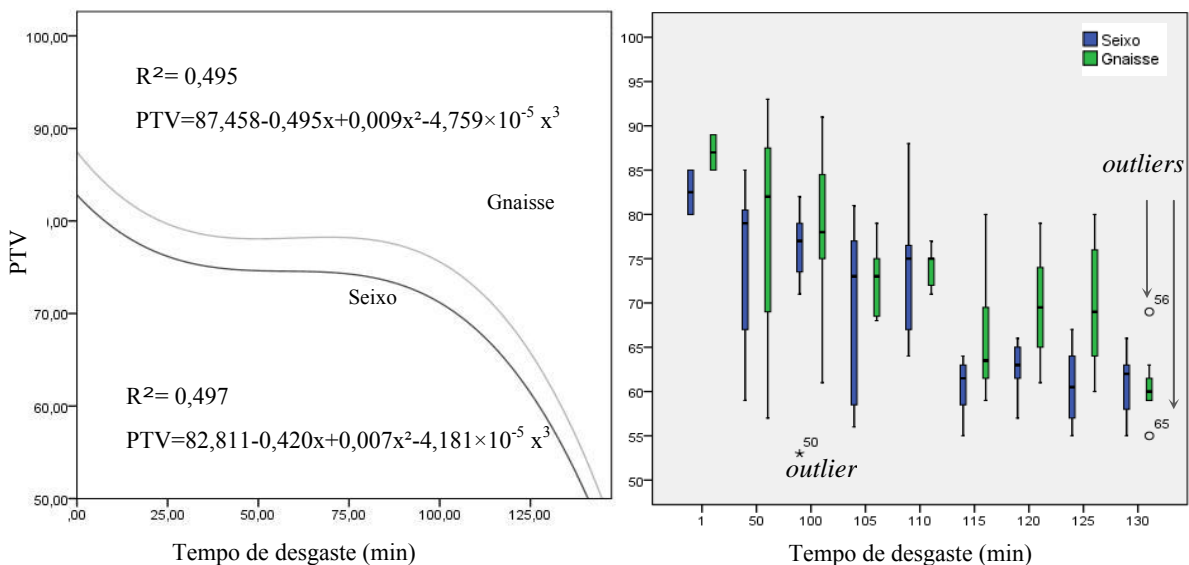 100,00
90,00
),00
70,00
60,00
50,00
PTV
R²= 0,495
PTV=87,458-0,495x+0,009x²-4,759×10⁻⁵ x³
Gnaisse
Seixo
R²= 0,497
PTV=82,811-0,420x+0,007x²-4,181×10⁻⁵ x³
,00 25,00 50,00 75,00 100,00 125,00
Tempo de desgaste (min)
100
95
90
85
80
75
70
65
60
55
50
Seixo
Gnaisse
outliers
56
65
50
outlier
1 50 100 105 110 115 120 125 130
Tempo de desgaste (min)